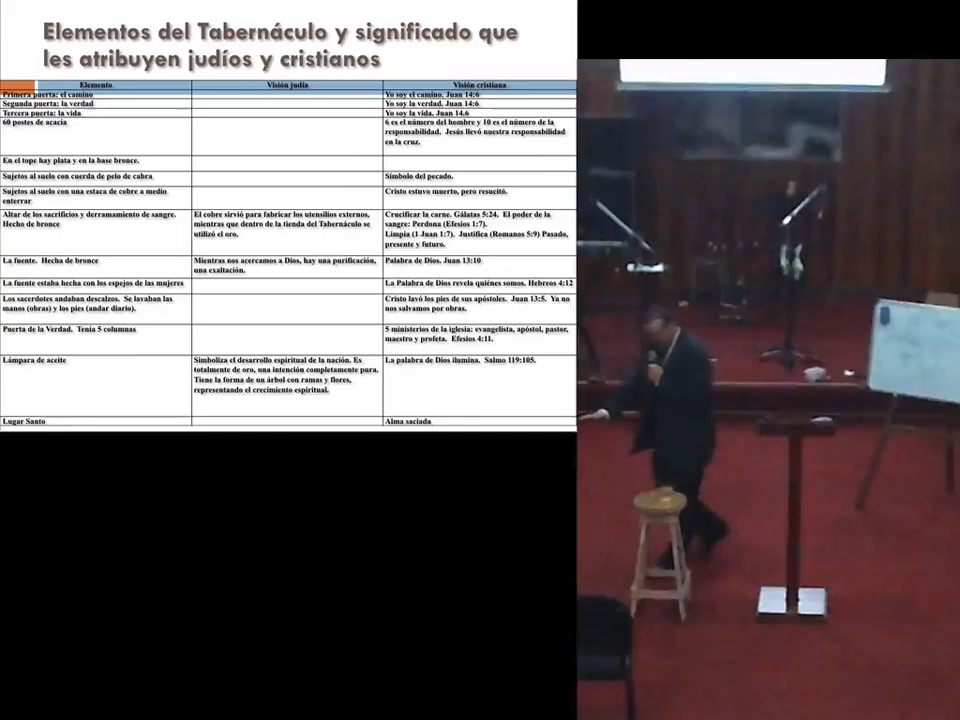 Elementos del Tabernáculo y significado que
les atribuyen judíos y cristianos
Elemento Visión judía Visión cristiana
Primera puerta: el camino Yo soy el camino. Juan 14:6
Segunda puerta: la verdad Yo soy la verdad. Juan 14:6
Tercera puerta: la vida Yo soy la vida. Juan 14.6
60 postes de acacia 6 es el número del hombre y 10 es el número de la
responsabilidad. Jesús llevó nuestra responsabilidad
en la cruz.
En el tope hay plata y en la base bronce.
Sujetos al suelo con cuerda de pelo de cabra Símbolo del pecado.
Sujetos al suelo con una estaca de cobre a medio
enterrar
Cristo estuvo muerto, pero resucitó.
Altar de los sacrificios y derramamiento de sangre.
Hecho de bronce
El cobre sirvió para fabricar los utensilios externos,
mientras que dentro de la tienda del Tabernáculo se
utilizó el oro.
Crucificar la carne. Gálatas 5:24. El poder de la
sangre: Perdona (Efesios 1:7).
Limpia (1 Juan 1:7). Justifica (Romanos 5:9) Pasado,
presente y futuro.
La fuente. Hecha de bronce
Mientras nos acercamos a Dios, hay una purificación,
una exaltación.
Palabra de Dios. Juan 13:10
La fuente estaba hecha con los espejos de las mujeres La Palabra de Dios revela quiénes somos. Hebreos 4:12
Los sacerdotes andaban descalzos. Se lavaban las
manos (obras) y los pies (andar diario).
Cristo lavó los pies de sus apóstoles. Juan 13:5. Ya no
nos salvamos por obras.
Puerta de la Verdad. Tenía 5 columnas
5 ministerios de la iglesia: evangelista, apóstol, pastor,
maestro y profeta. Efesios 4:11.
Lámpara de aceite
Simboliza el desarrollo espiritual de la nación. Es
totalmente de oro, una intención completamente pura.
Tiene la forma de un árbol con ramas y flores,
representando el crecimiento espiritual.
La palabra de Dios ilumina. Salmo 119:105.
Lugar Santo Alma saciada